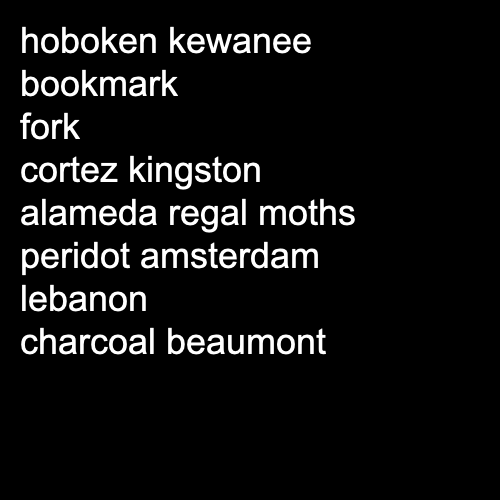 hoboken kewanee
bookmark
fork
cortez kingston
alameda regal moths
peridot amsterdam
lebanon
charcoal beaumont